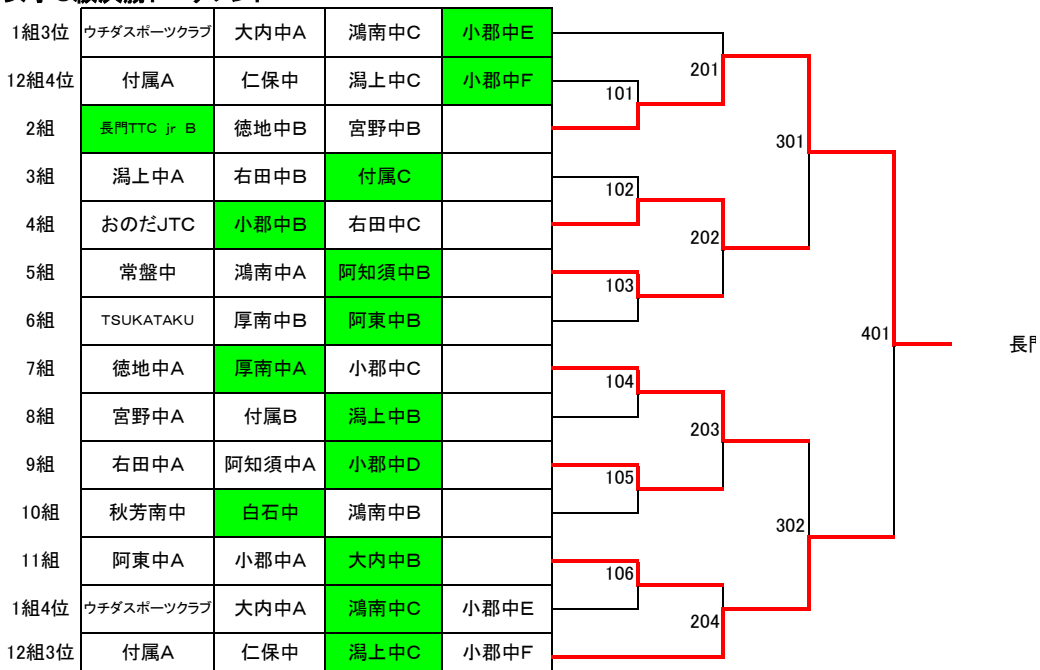 1組3位 ウチダスポーツクラブ 大内中A 鴻南中C 小郡中E
201
12組4位 付属A 仁保中 潟上中C 小郡中F
101
2組 長門TTC jr B 徳地中B 宮野中B
301
3組 潟上中A 右田中B 付属C
102
4組 おのだJTC 小郡中B 右田中C
202
5組 常盤中 鴻南中A 阿知須中B
103
6組 TSUKATAKU 厚南中B 阿東中B
401
長
7組 徳地中A 厚南中A 小郡中C
104
8組 宮野中A 付属B 潟上中B
203
9組 右田中A 阿知須中A 小郡中D
105
10組 秋芳南中 白石中 鴻南中B
302
11組 阿東中A 小郡中A 大内中B
106
1組4位 ウチダスポーツクラブ 大内中A 鴻南中C 小郡中E
204
12組3位 付属A 仁保中 潟上中C 小郡中F